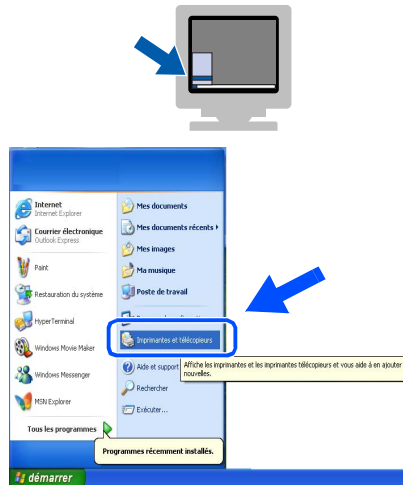 Internet
Internet Explorer
Courrier électronique
Outlook Express
Paint
Restauration du système
HyperTerminal
Windows Movie Maker
Windows Messenger
MSN Explorer
Tous les programmes
Mes documents
Mes documents récents
Mes images
Ma musique
Poste de travail
Imprimantes et télécopieurs
Aide et support
Rechercher
Exécuter...
Affiche les imprimantes et les imprimantes télécopieurs et vous aide à en ajouter de
nouvelles.
Programmes récemment installés.
démarrer